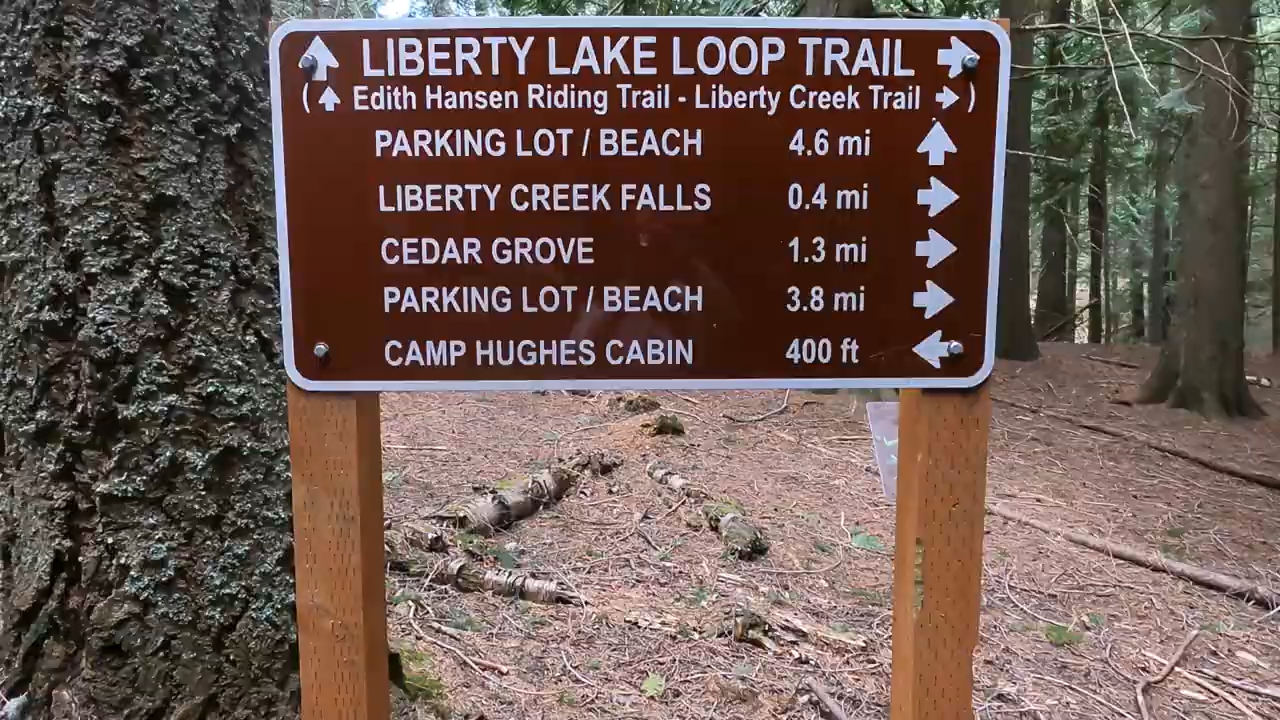 LIBERTY LAKE LOOP TRAIL
( Edith Hansen Riding Trail - Liberty Creek Trail )
PARKING LOT / BEACH 4.6 mi
LIBERTY CREEK FALLS 0.4 mi
CEDAR GROVE 1.3 mi
PARKING LOT / BEACH 3.8 mi
CAMP HUGHES CABIN 400 ft